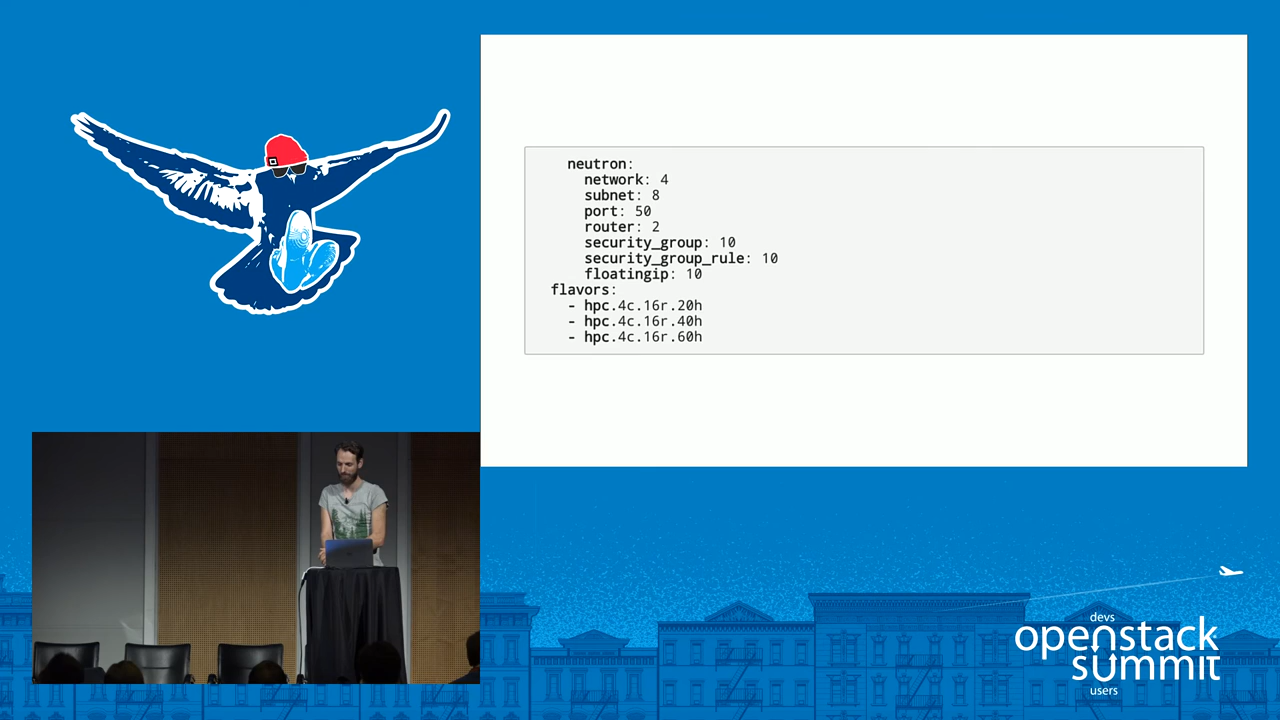 neutron:
network: 4
subnet: 8
port: 50
router: 2
security_group: 10
security_group_rule: 10
floatingip: 10
flavors:
- hpc.4c.16r.20h
- hpc.4c.16r.40h
- hpc.4c.16r.60h
devs
openstack
summit
users